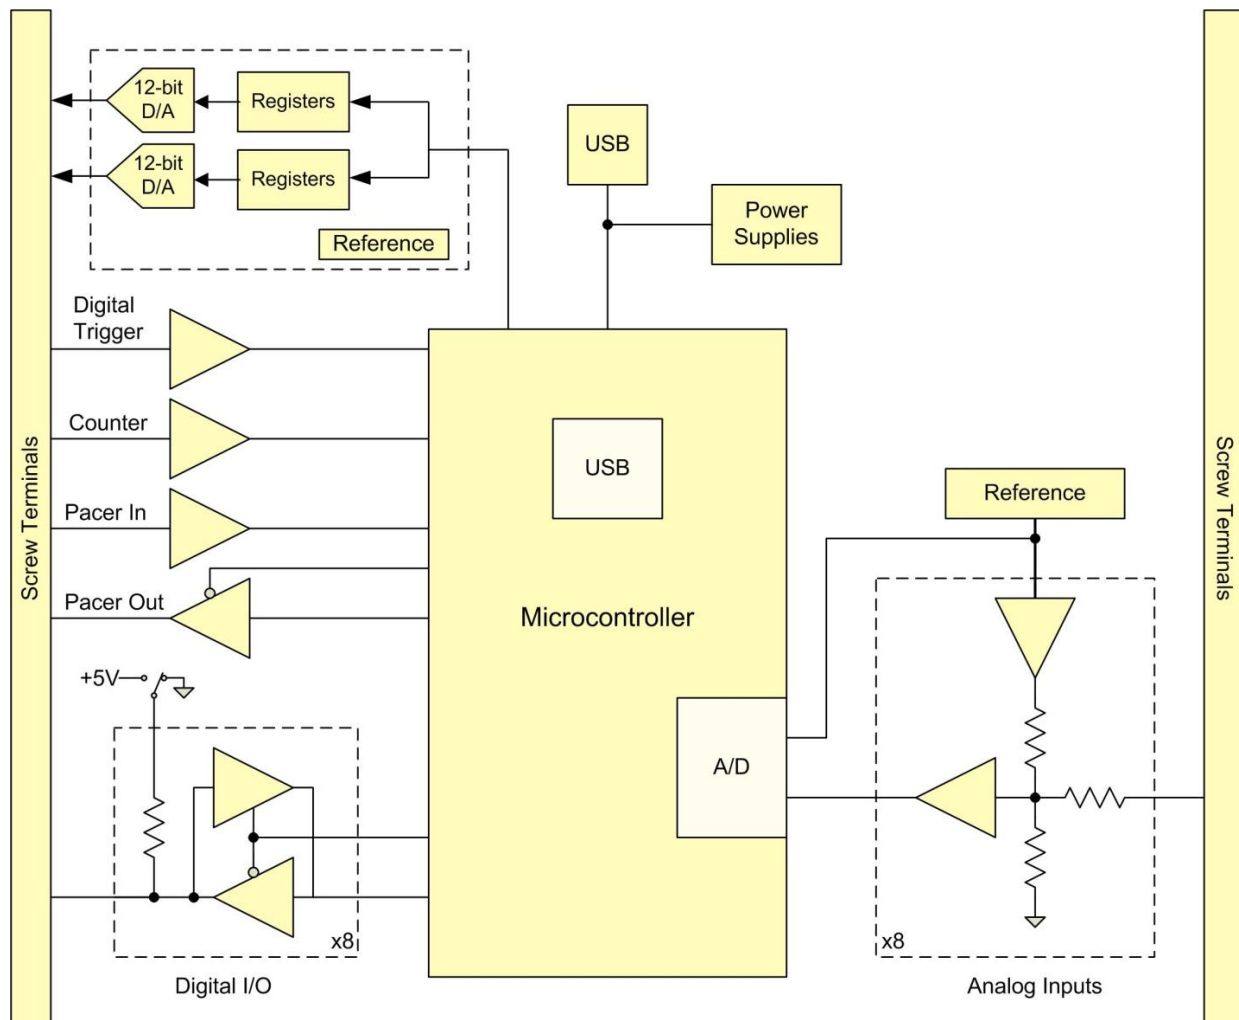 12-bit
D/A
Registers
12-bit
D/A
Registers
Reference
USB
Power
Supplies
Digital
Trigger
Counter
Pacer In
Pacer Out
+5V
x8
Digital I/O
Screw Terminals
USB
Microcontroller
A/D
Reference
x8
Analog Inputs
Screw Terminals